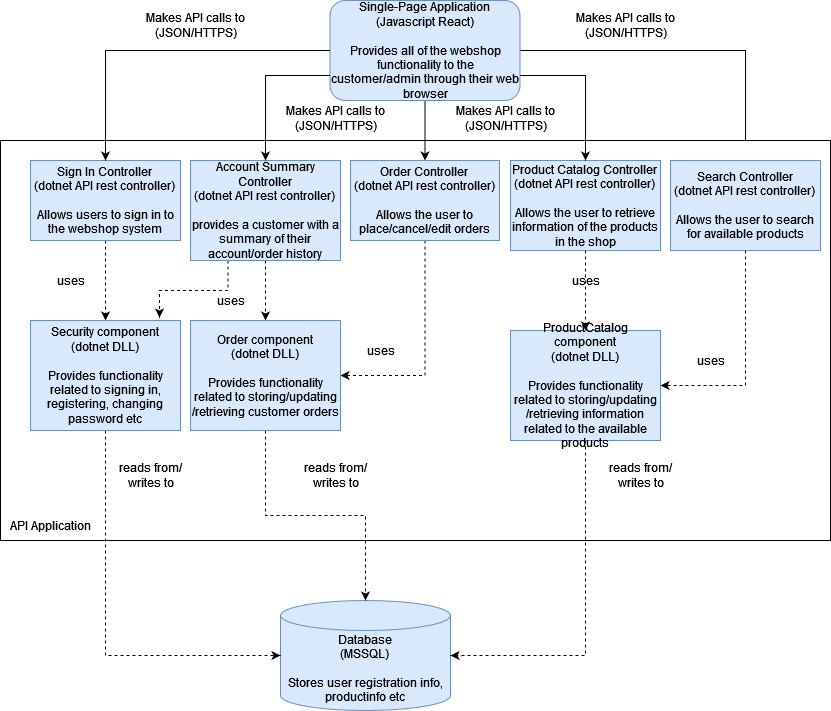 Single-Page Application
(Javascript React)
Provides all of the webshop
functionality to the
customer/admin through their web
browser
Makes API calls to
(JSON/HTTPS)
Makes API calls to
(JSON/HTTPS)
Makes API calls to
(JSON/HTTPS)
Makes API calls to
(JSON/HTTPS)
Sign In Controller
(dotnet API rest controller)
Allows users to sign in to
the webshop system
Account Summary
Controller
(dotnet API rest controller)
provides a customer with a
summary of their
account/order history
Order Controller
(dotnet API rest controller)
Allows the user to
place/cancel/edit orders
Product Catalog Controller
(dotnet API rest controller)
Allows the user to retrieve
information of the products
in the shop
Search Controller
(dotnet API rest controller)
Allows the user to search
for available products
uses
uses
uses
uses
uses
Security component
(dotnet DLL)
Provides functionality
related to signing in,
registering, changing
password etc
Order component
(dotnet DLL)
Provides functionality
related to storing/updating
/retrieving customer orders
ProductCatalog
component
(dotnet DLL)
Provides functionality
related to storing/updating
/retrieving information
related to the available
products
reads from/
writes to
reads from/
writes to
reads from/
writes to
API Application
Database
(MSSQL)
Stores user registration info,
productinfo etc